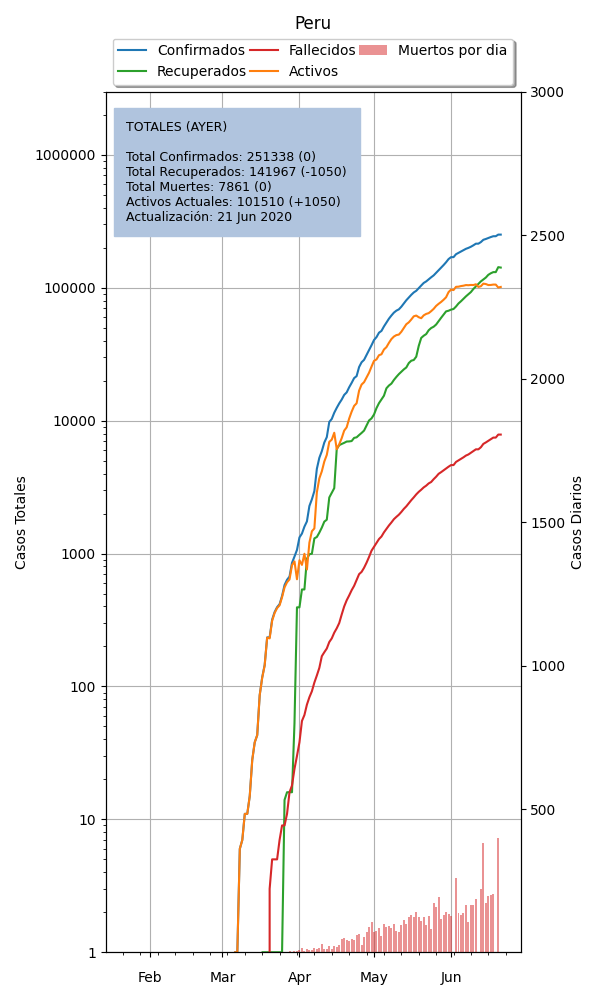 Peru
Confirmados Fallecidos Muertos por dia
Recuperados Activos
TOTALES (AYER)
Total Confirmados: 251338 (0)
Total Recuperados: 141967 (-1050)
Total Muertes: 7861 (0)
Activos Actuales: 101510 (+1050)
Actualización: 21 Jun 2020
Casos Totales
1000000
100000
10000
1000
100
10
1
3000
2500
2000
1500
1000
500
Casos Diarios
Feb Mar Apr May Jun